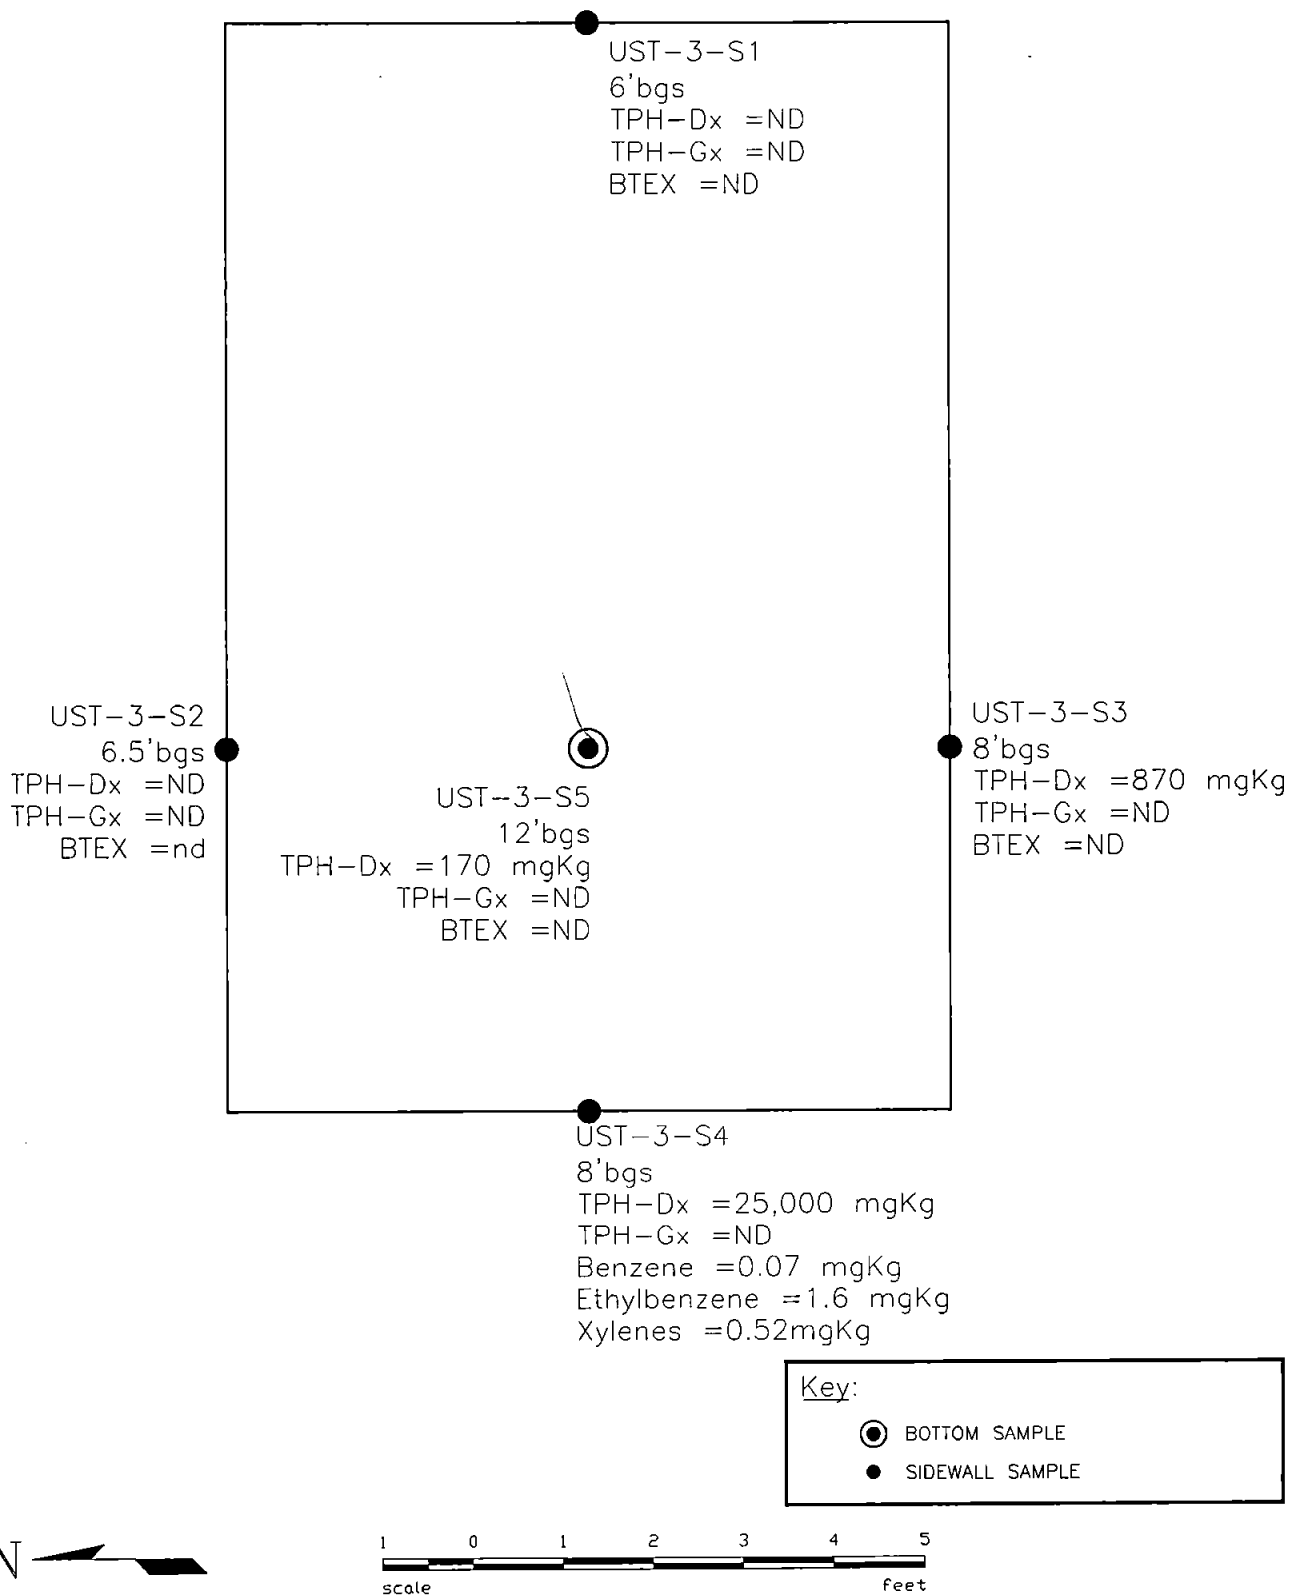 UST-3-S1
6'bgs
TPH-Dx =ND
TPH-Gx =ND
BTEX =ND
UST-3-S2
6.5'bgs
TPH-Dx =ND
TPH-Gx =ND
BTEX =nd
UST-3-S5
12'bgs
TPH-Dx =170 mgKg
TPH-Gx =ND
BTEX =ND
UST-3-S3
8'bgs
TPH-Dx =870 mgKg
TPH-Gx =ND
BTEX =ND
UST-3-S4
8'bgs
TPH-Dx =25,000 mgKg
TPH-Gx =ND
Benzene =0.07 mgKg
Ethylbenzene =1.6 mgKg
Xylenes =0.52mgKg
Key:
BOTTOM SAMPLE
SIDEWALL SAMPLE
N
1 0 1 2 3 4 5
scale feet